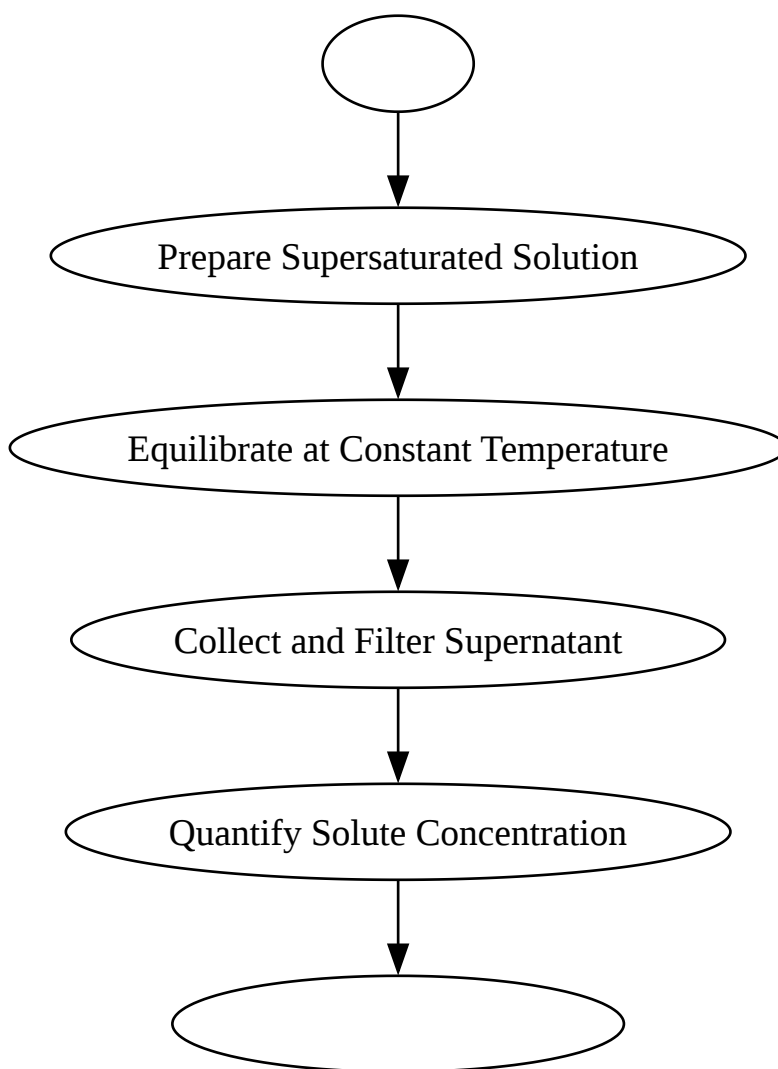 Prepare Supersaturated Solution
Equilibrate at Constant Temperature
Collect and Filter Supernatant
Quantify Solute Concentration